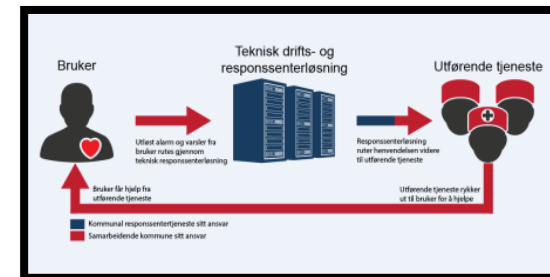 Bruker
Teknisk drifts- og
responssenterløsning
Utførende tjeneste
Utløst alarm og varsler fra
bruker rutes gjennom
teknisk responssenterløsning
Responssenterløsning
ruter henvendelsen videre
til utførende tjeneste
Bruker får hjelp fra
utførende tjeneste
Utførende tjeneste rykker
ut til bruker for å hjelpe
Kommunal responssentertjeneste sitt ansvar
Samarbeidende kommune sitt ansvar